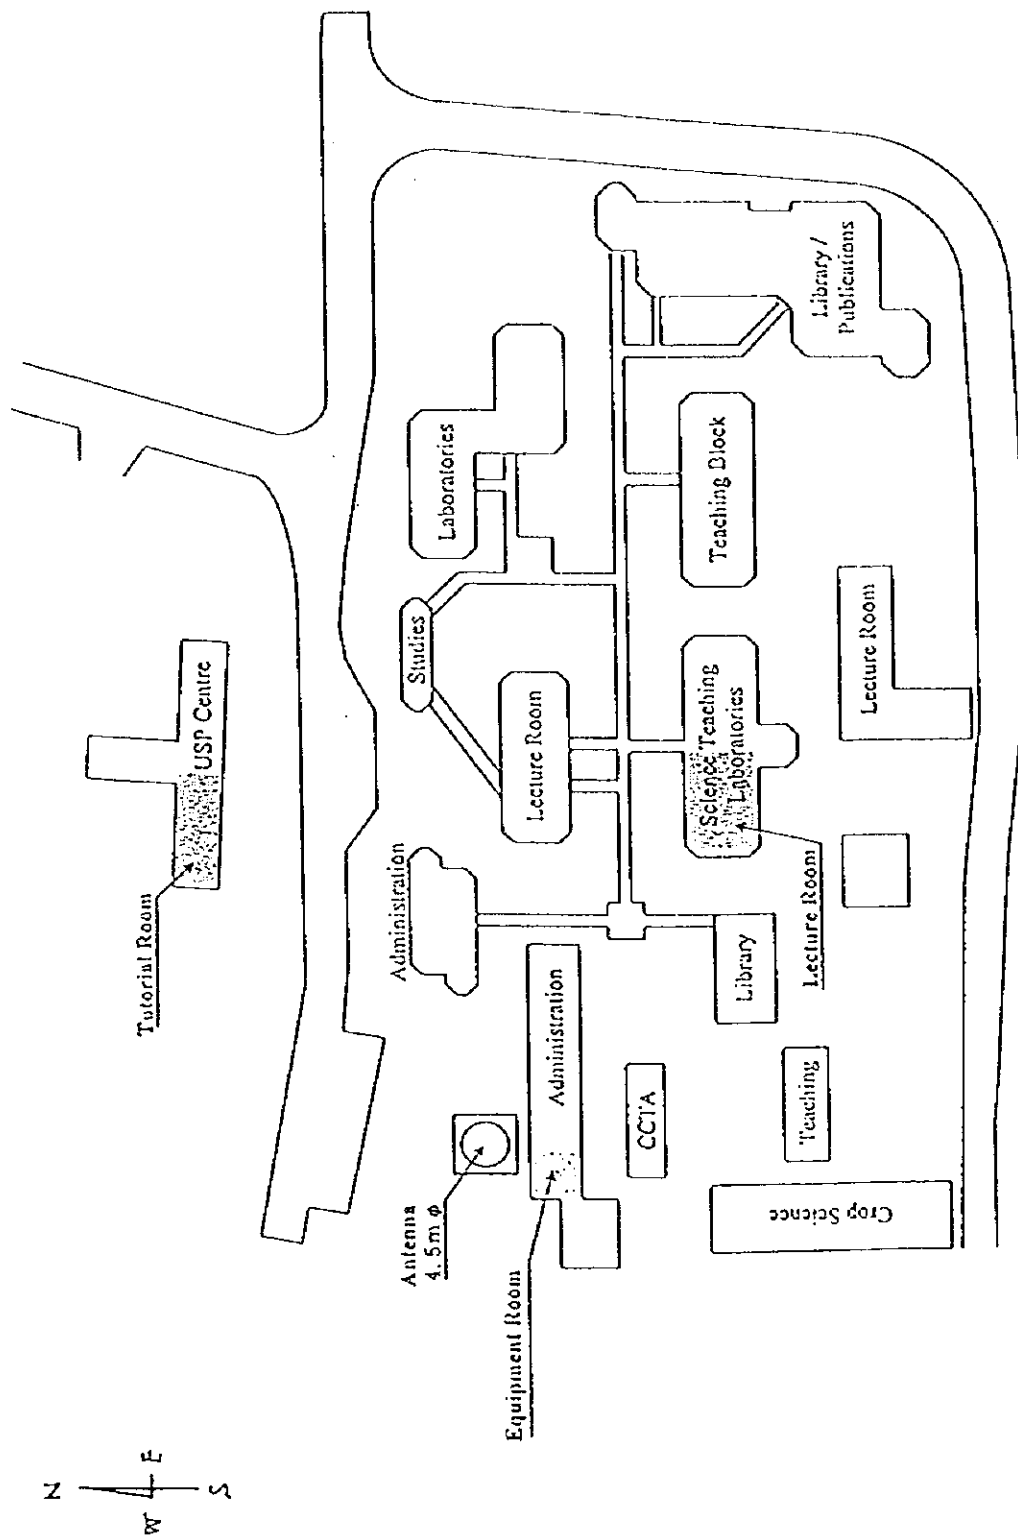 N
W E
S
Tutorial Room
USP Centre
Antenna
4.5m φ
Administration
Studies
Laboratories
Equipment Room
Administration
Lecture Room
CCTA
Library
Science Teaching
Laboratories
Teaching Block
Library /
Publications
Teaching
Lecture Room
Lecture Room
Crop Science